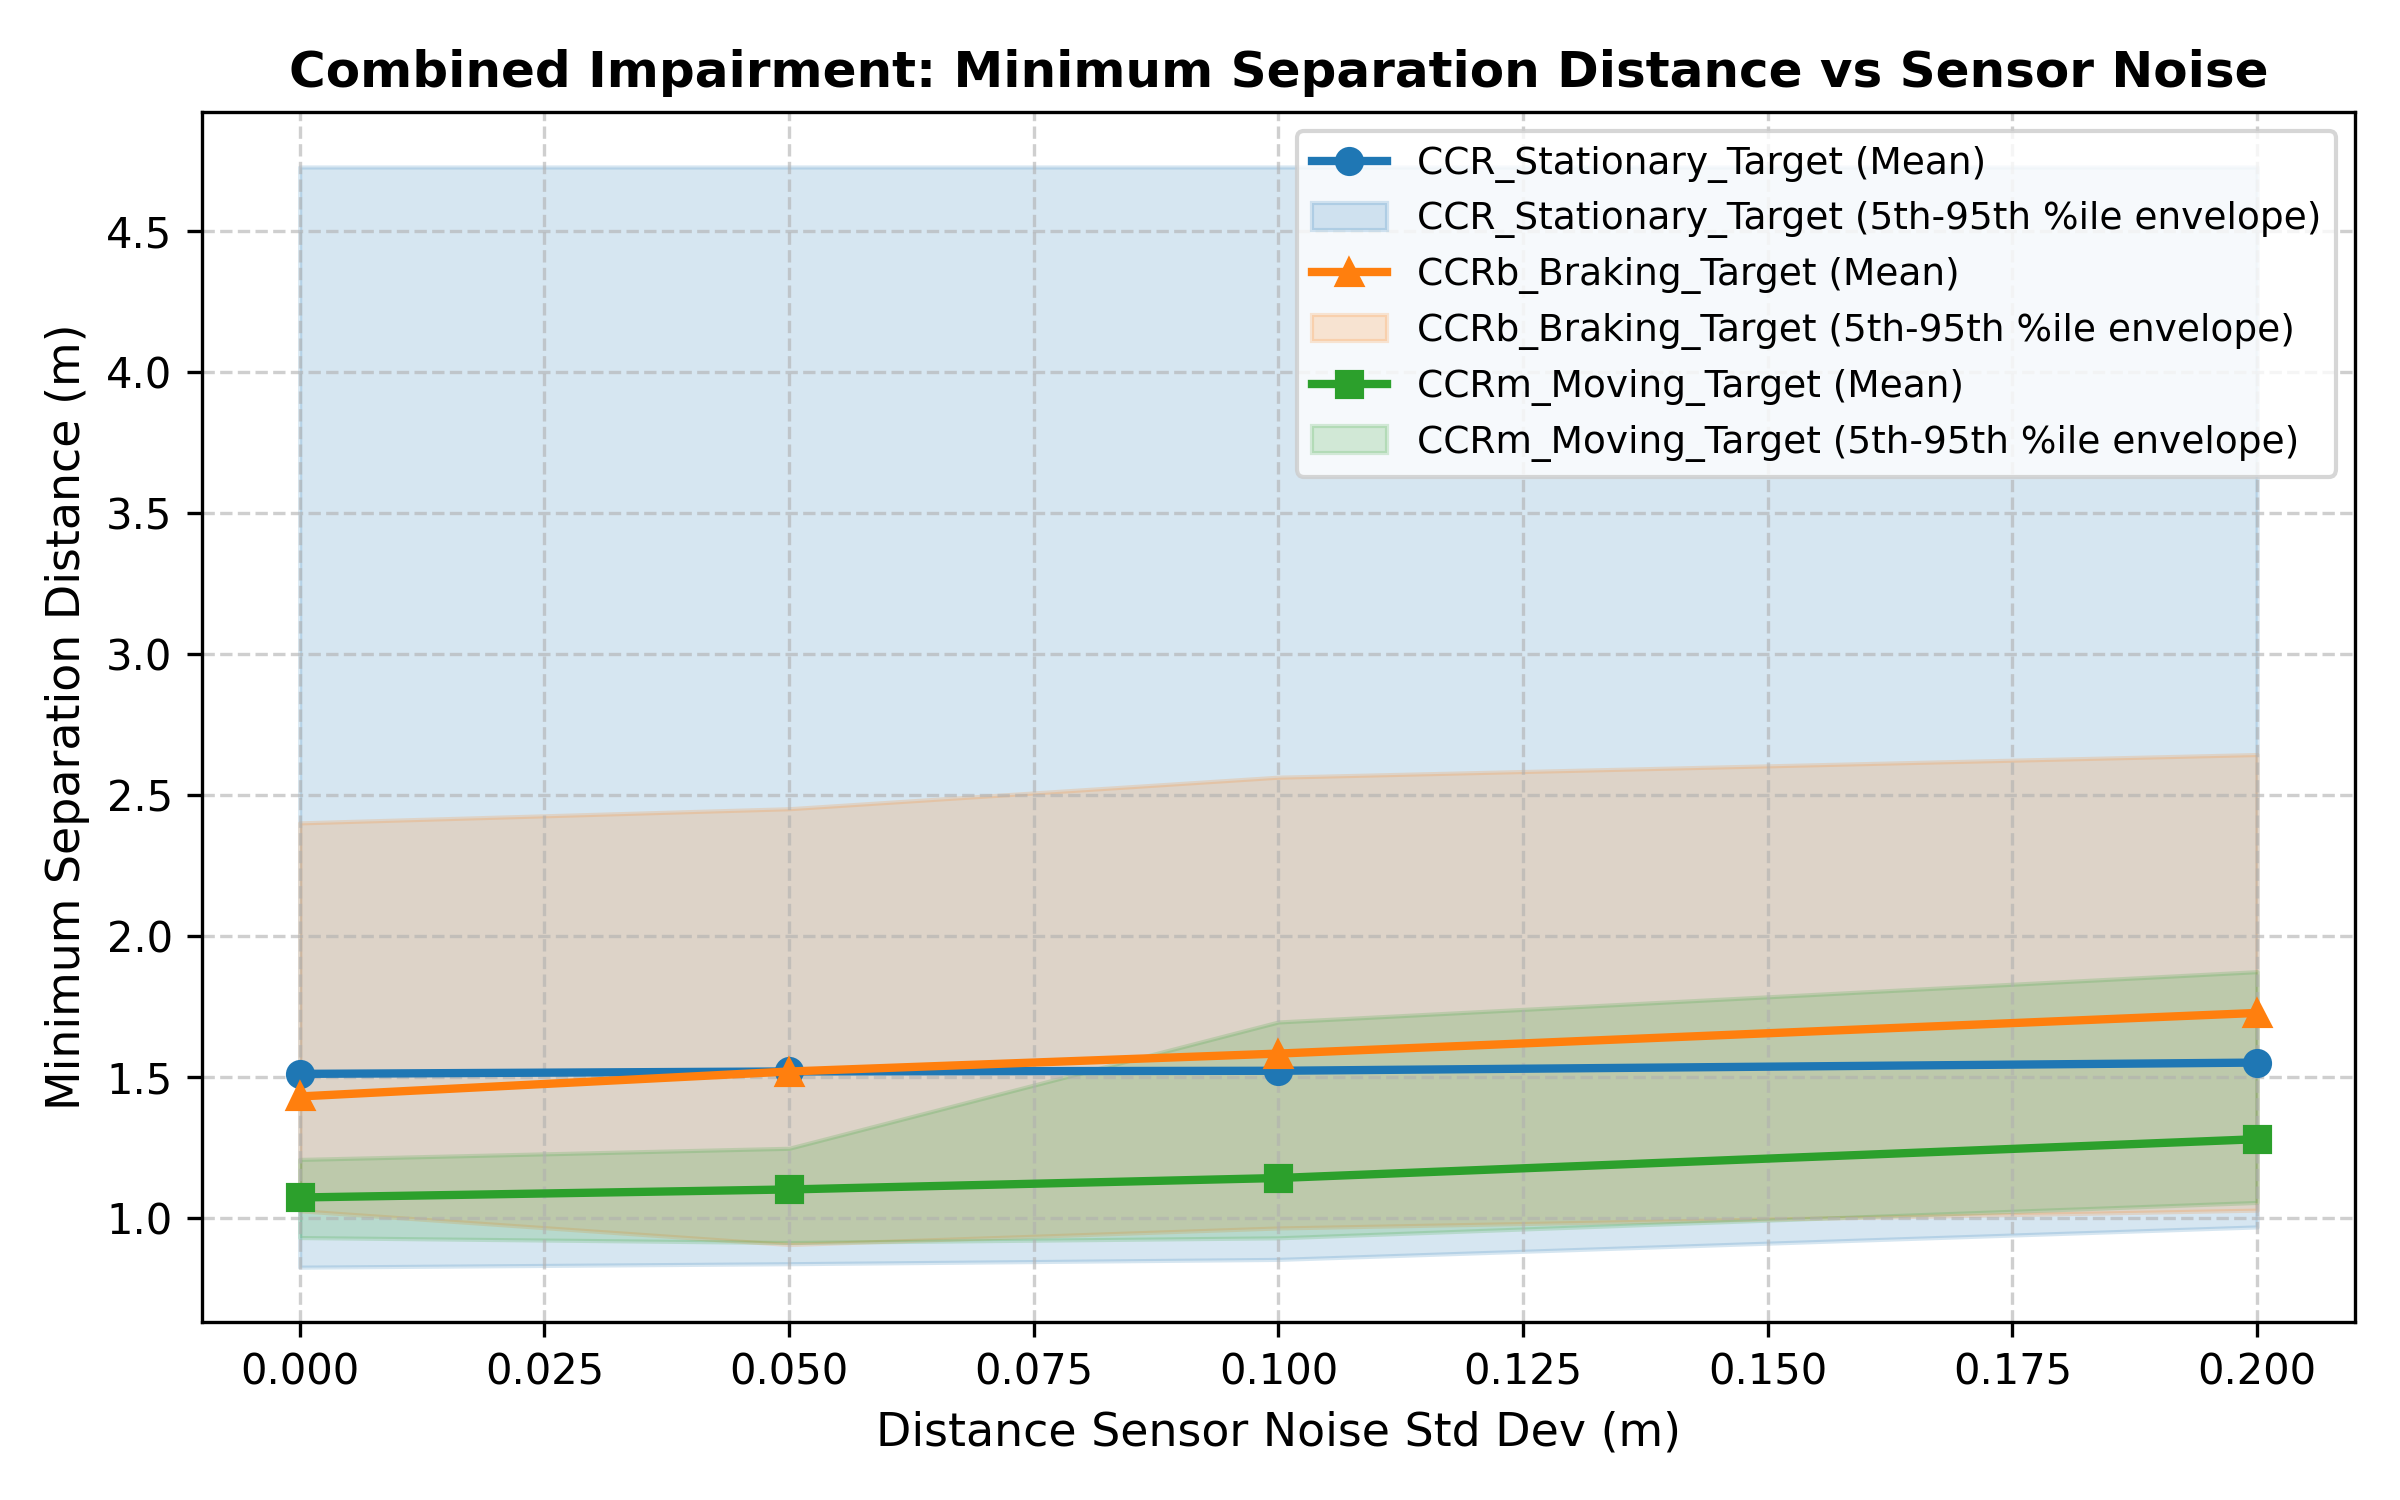 Combined Impairment: Minimum Separation Distance vs Sensor Noise
CCR_Stationary_Target (Mean)
CCR_Stationary_Target (5th-95th %ile envelope)
CCRb_Braking_Target (Mean)
CCRb_Braking_Target (5th-95th %ile envelope)
CCRm_Moving_Target (Mean)
CCRm_Moving_Target (5th-95th %ile envelope)
Minimum Separation Distance (m)
4.5
4.0
3.5
3.0
2.5
2.0
1.5
1.0
0.000 0.025 0.050 0.075 0.100 0.125 0.150 0.175 0.200
Distance Sensor Noise Std Dev (m)